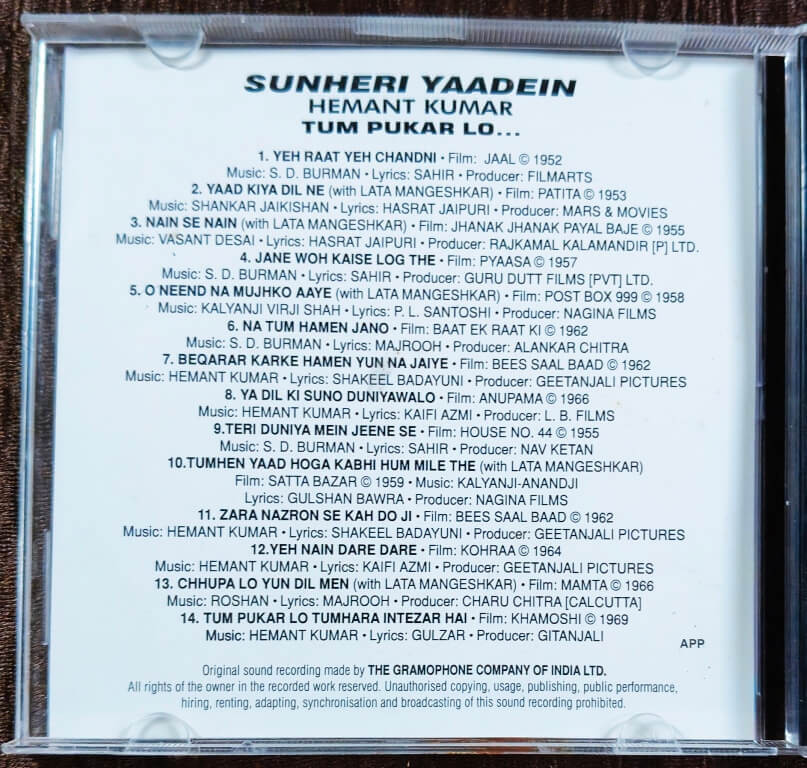 SUNHERI YAADEIN
HEMANT KUMAR
TUM PUKAR LO...
1. YEH RAAT YEH CHANDNI • Film: JAAL © 1952
Music: S. D. BURMAN • Lyrics: SAHIR • Producer: FILMARTS
2. YAAD KIYA DIL NE (with LATA MANGESHKAR) • Film: PATITA © 1953
Music: SHANKAR JAIKISHAN • Lyrics: HASRAT JAIPURI • Producer: MARS & MOVIES
3. NAIN SE NAIN (with LATA MANGESHKAR) • Film: JHANAK JHANAK PAYAL BAJE © 1955
Music: VASANT DESAI • Lyrics: HASRAT JAIPURI • Producer: RAJKAMAL KALAMANDIR [P] LTD.
4. JANE WOH KAISE LOG THE • Film: PYAASA © 1957
Music: S. D. BURMAN • Lyrics: SAHIR • Producer: GURU DUTT FILMS [PVT] LTD.
5. O NEEND NA MUJHKO AAYE (with LATA MANGESHKAR) • Film: POST BOX 999 © 1958
Music: KALYANJI VIRJI SHAH • Lyrics: P. L. SANTOSHI • Producer: NAGINA FILMS
6. NA TUM HAMEN JANO • Film: BAAT EK RAAT KI © 1962
Music: S. D. BURMAN • Lyrics: MAJROOH • Producer: ALANKAR CHITRA
7. BEQARAR KARKE HAMEN YUN NA JAIYE • Film: BEES SAAL BAAD © 1962
Music: HEMANT KUMAR • Lyrics: SHAKEEL BADAYUNI • Producer: GEETANJALI PICTURES
8. YA DIL KI SUNO DUNIYAWALO • Film: ANUPAMA © 1966
Music: HEMANT KUMAR • Lyrics: KAIFI AZMI • Producer: L. B. FILMS
9.TERI DUNIYA MEIN JEENE SE • Film: HOUSE NO. 44 © 1955
Music: S. D. BURMAN • Lyrics: SAHIR • Producer: NAV KETAN
10.TUMHEN YAAD HOGA KABHI HUM MILE THE (with LATA MANGESHKAR)
Film: SATTA BAZAR © 1959 • Music: KALYANJI-ANANDJI
Lyrics: GULSHAN BAWRA • Producer: NAGINA FILMS
11. ZARA NAZRON SE KAH DO JI • Film: BEES SAAL BAAD © 1962
Music: HEMANT KUMAR • Lyrics: SHAKEEL BADAYUNI • Producer: GEETANJALI PICTURES
12.YEH NAIN DARE DARE • Film: KOHRAA © 1964
Music: HEMANT KUMAR • Lyrics: KAIFI AZMI • Producer: GEETANJALI PICTURES
13. CHHUPA LO YUN DIL MEN (with LATA MANGESHKAR) • Film: MAMTA © 1966
Music: ROSHAN • Lyrics: MAJROOH • Producer: CHARU CHITRA [CALCUTTA]
14. TUM PUKAR LO TUMHARA INTEZAR HAI • Film: KHAMOSHI © 1969
Music: HEMANT KUMAR • Lyrics: GULZAR • Producer: GITANJALI
APP
Original sound recording made by THE GRAMOPHONE COMPANY OF INDIA LTD.
All rights of the owner in the recorded work reserved. Unauthorised copying, usage, publishing, public performance,
hiring, renting, adapting, synchronisation and broadcasting of this sound recording prohibited.